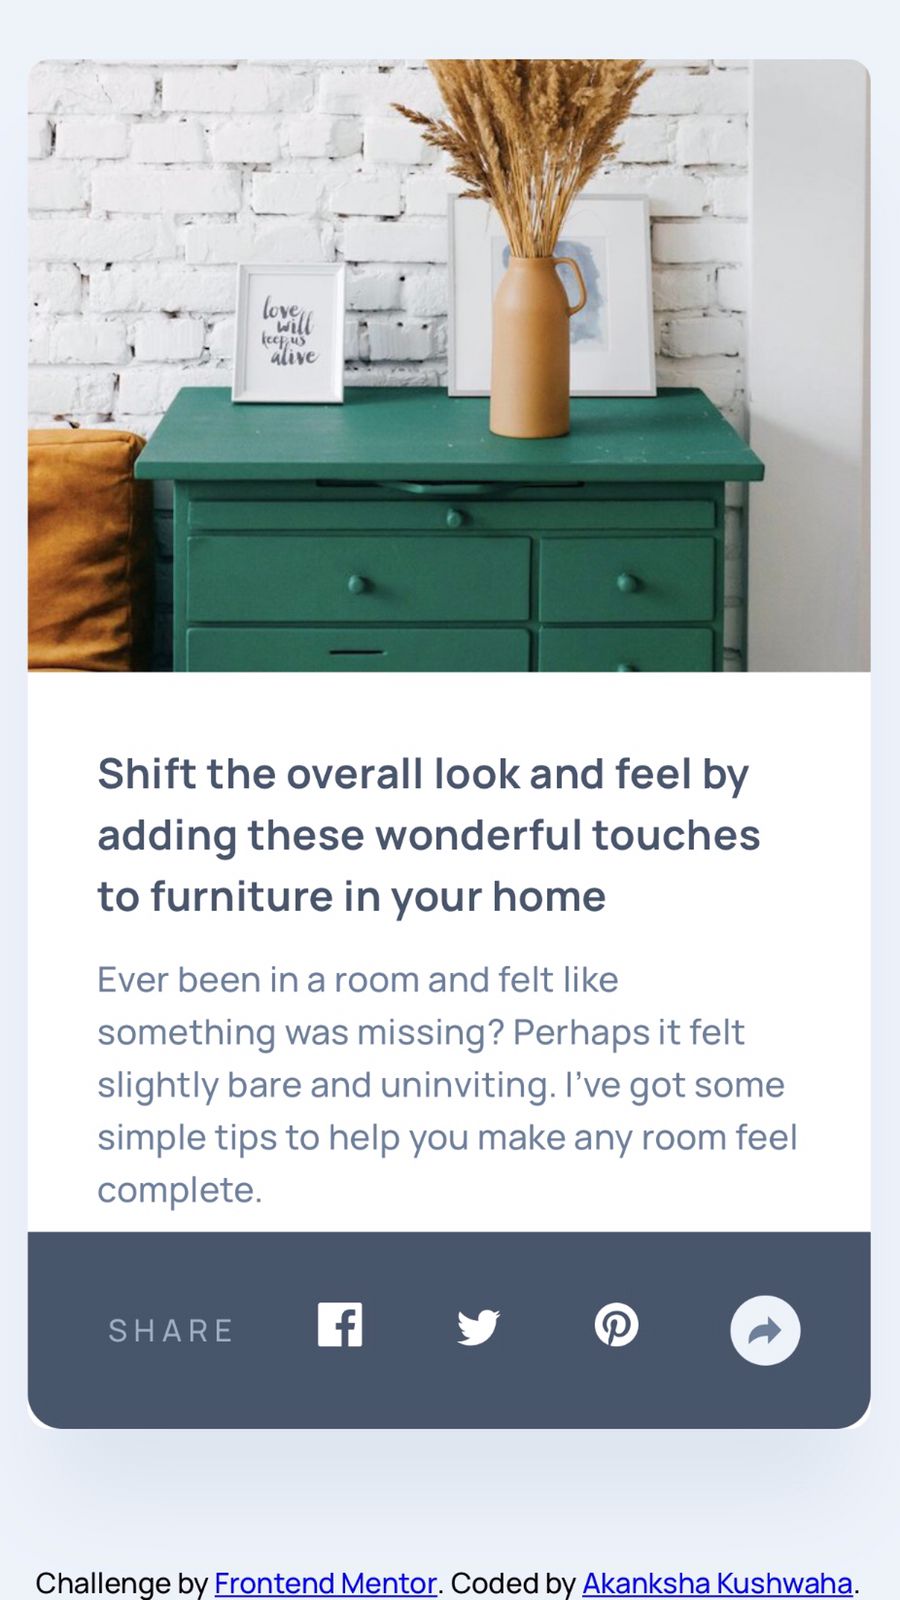 love
will
keep us
alive
Shift the overall look and feel by
adding these wonderful touches
to furniture in your home
Ever been in a room and felt like
something was missing? Perhaps it felt
slightly bare and uninviting. I’ve got some
simple tips to help you make any room feel
complete.
SHARE
Challenge by Frontend Mentor. Coded by Akanksha Kushwaha.